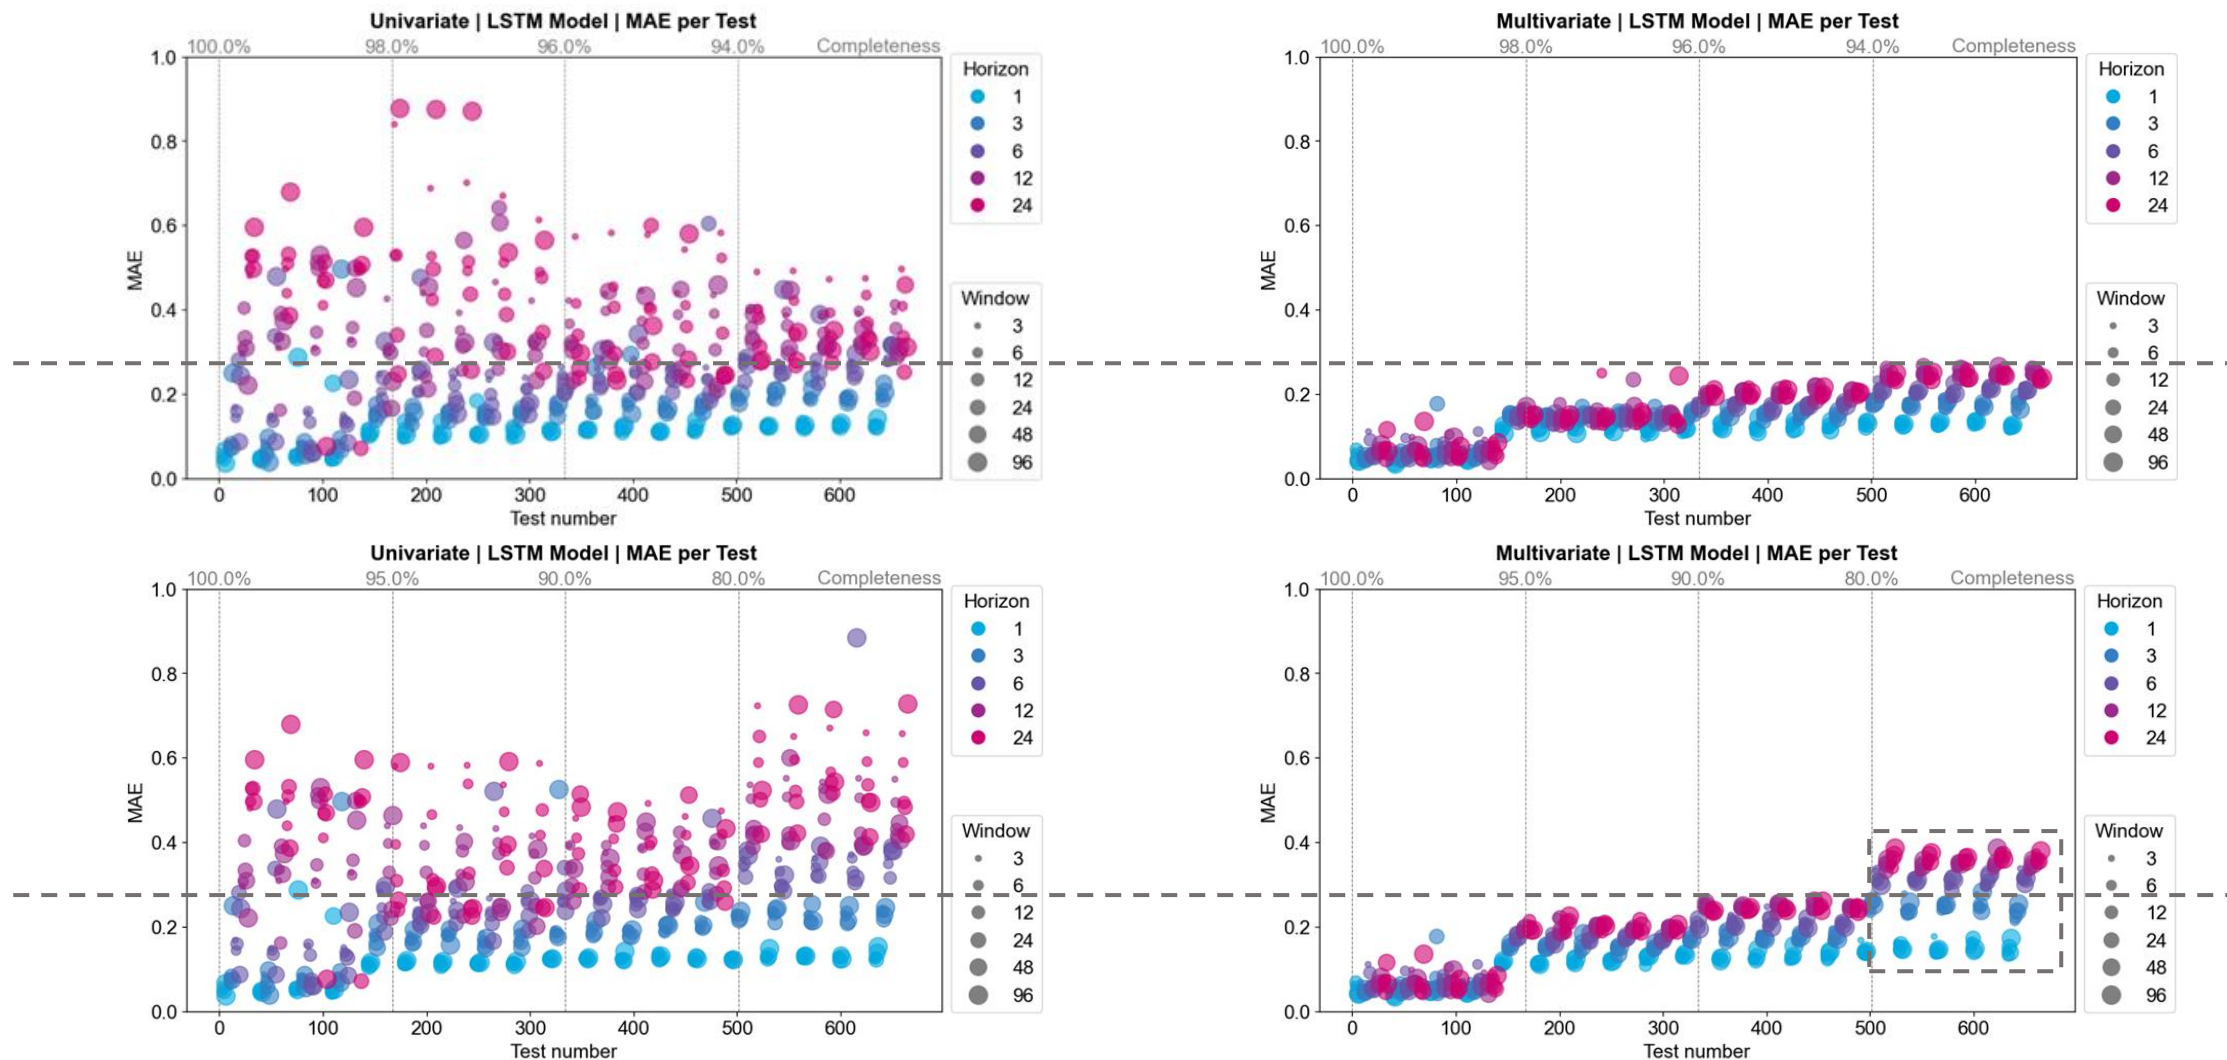 Univariate | LSTM Model | MAE per Test
100.0% 98.0% 96.0% 94.0% Completeness
1.0
0.8
0.6
0.4
0.2
0.0
MAE
0 100 200 300 400 500 600
Test number
Horizon
1
3
6
12
24
Window
3
6
12
24
48
96
Multivariate | LSTM Model | MAE per Test
100.0% 98.0% 96.0% 94.0% Completeness
1.0
0.8
0.6
0.4
0.2
0.0
MAE
0 100 200 300 400 500 600
Test number
Horizon
1
3
6
12
24
Window
3
6
12
24
48
96
Univariate | LSTM Model | MAE per Test
100.0% 95.0% 90.0% 80.0% Completeness
1.0
0.8
0.6
0.4
0.2
0.0
MAE
0 100 200 300 400 500 600
Test number
Horizon
1
3
6
12
24
Window
3
6
12
24
48
96
Multivariate | LSTM Model | MAE per Test
100.0% 95.0% 90.0% 80.0% Completeness
1.0
0.8
0.6
0.4
0.2
0.0
MAE
0 100 200 300 400 500 600
Test number
Horizon
1
3
6
12
24
Window
3
6
12
24
48
96